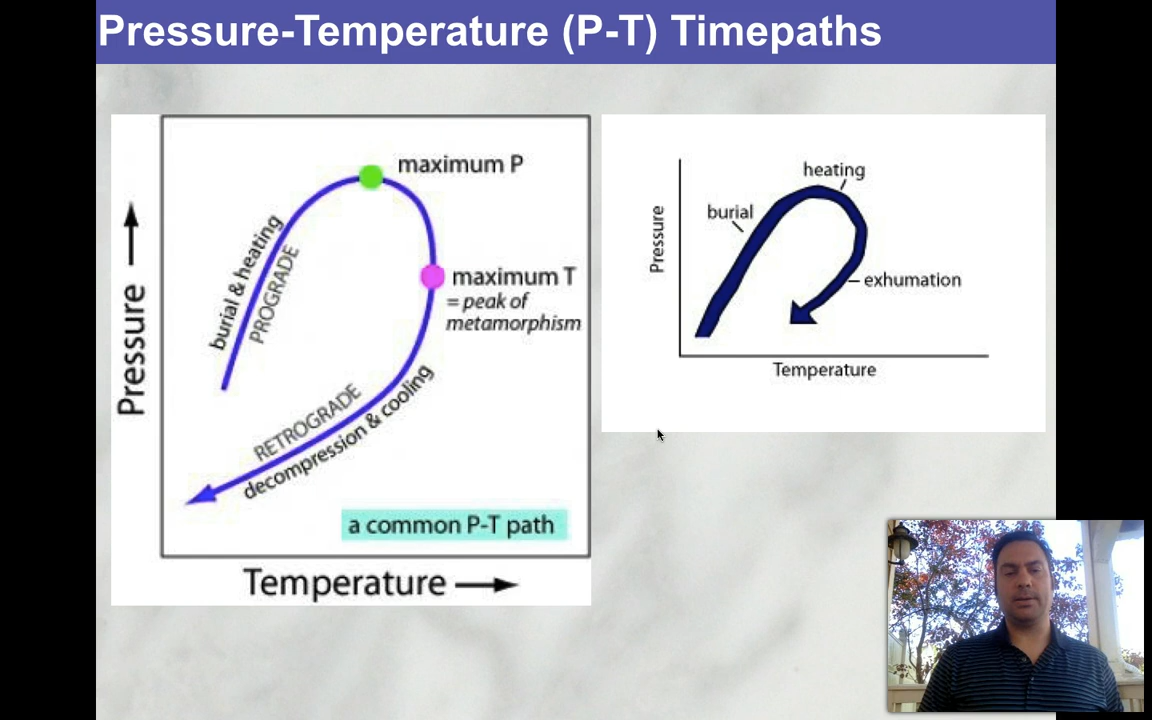 Pressure-Temperature (P-T) Timepaths
maximum P
burial & heating
PROGRADE
maximum T
= peak of
metamorphism
RETROGRADE
decompression & cooling
a common P-T path
Pressure
Temperature
heating
burial
exhumation
Pressure
Temperature